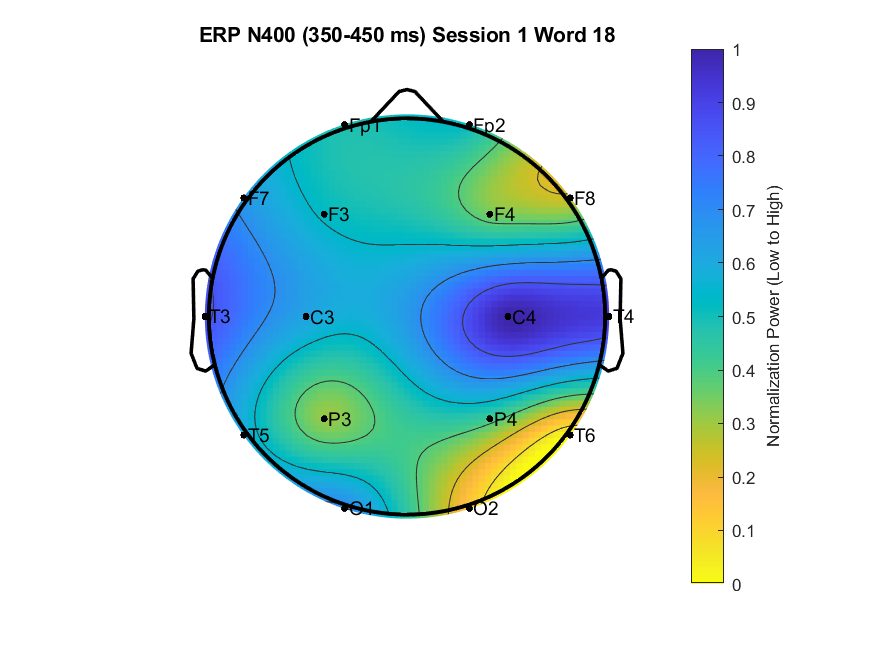 ERP N400 (350-450 ms) Session 1 Word 18
Fp1
Fp2
F7
F8
F3
F4
T3
C3
C4
T4
P3
P4
T5
T6
O1
O2
1
0.9
0.8
0.7
0.6
0.5
0.4
0.3
0.2
0.1
0
Normalization Power (Low to High)